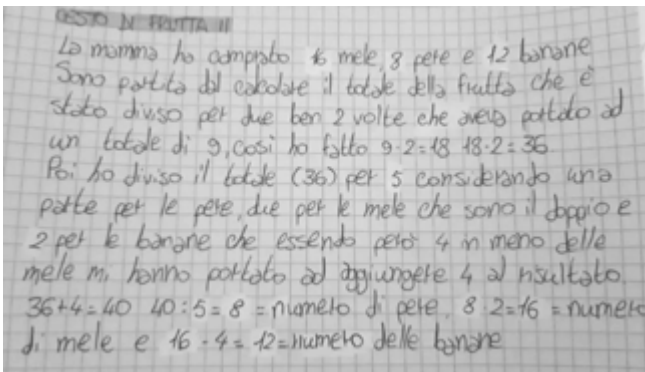 CESTO DI FRUTTA II
La mamma ha comprato 16 mele, 8 pere e 12 banane
Sono partita dal calcolare il totale della frutta che è
stato diviso per due ben 2 volte che aveva portato ad
un totale di 9, così ho fatto 9·2=18 18·2=36.
Poi ho diviso il totale (36) per 5 considerando una
parte per le pere, due per le mele che sono il doppio e
2 per le banane che essendo però 4 in meno delle
mele mi hanno portato ad aggiungere 4 al risultato.
36+4=40 40:5=8 =numero di pere, 8·2=16 =numero
di mele e 16-4=12=numero delle banane